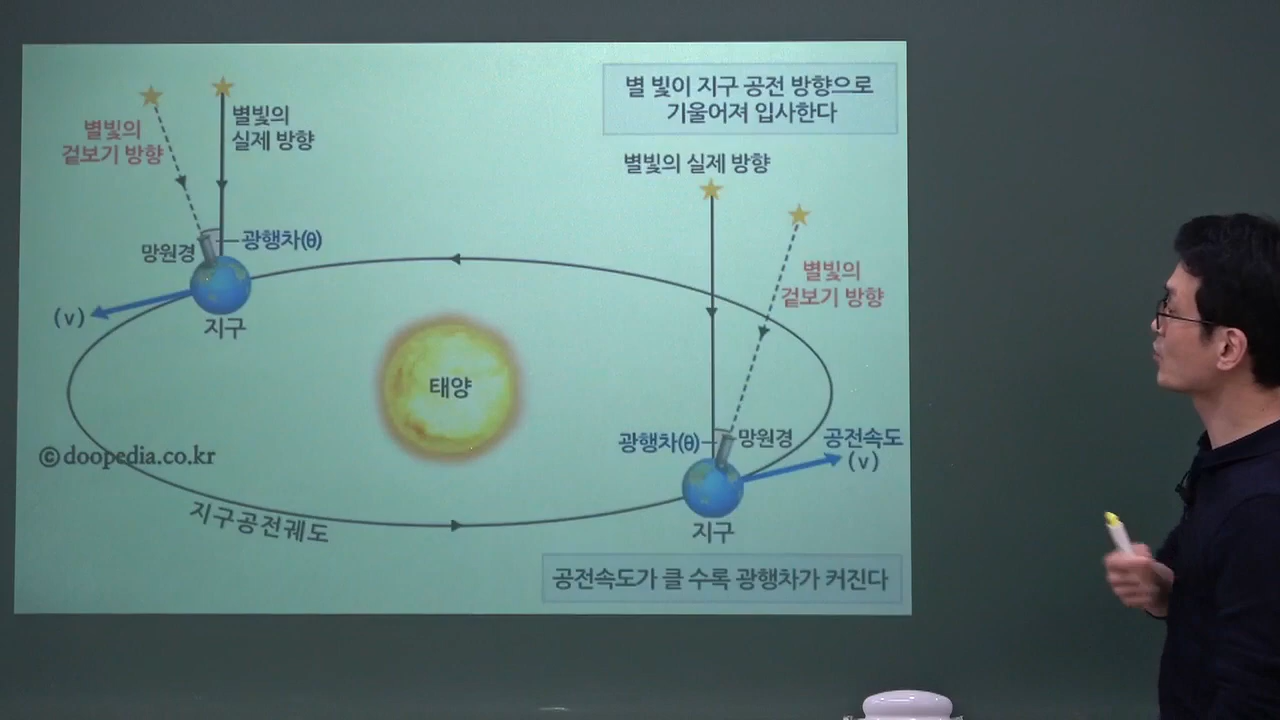 별빛의
겉보기 방향
별빛의
실제 방향
망원경
광행차(θ)
(v)
지구
태양
ⓒdoopedia.co.kr
지구공전궤도
별 빛이 지구 공전 방향으로
기울어져 입사한다
별빛의 실제 방향
별빛의
겉보기 방향
광행차(θ)
망원경
공전속도
(v)
지구
공전속도가 클 수록 광행차가 커진다